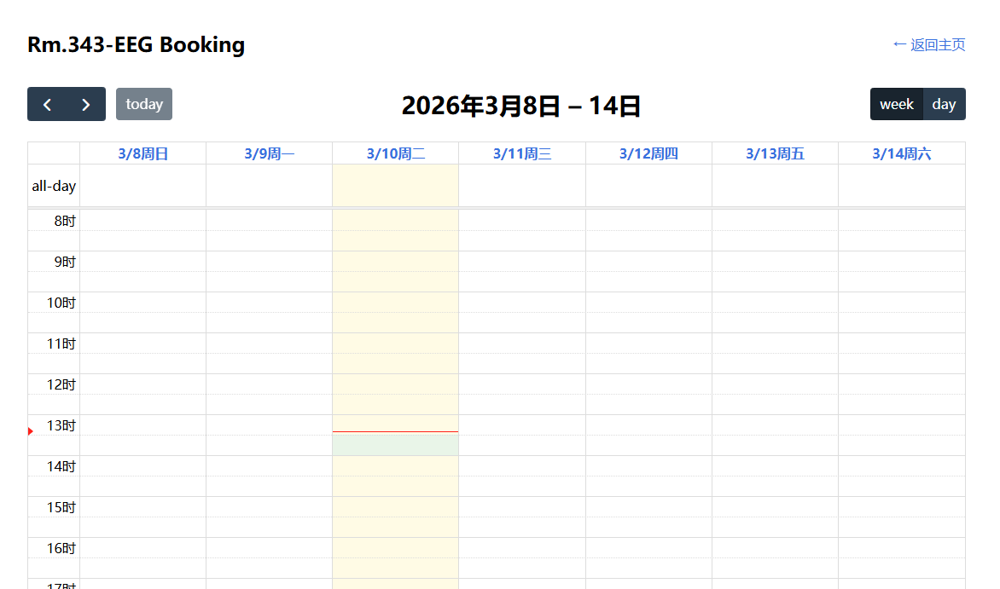 Rm.343-EEG Booking
← 返回主页
today
2026年3月8日 – 14日
week
day
3/8周日
3/9周一
3/10周二
3/11周三
3/12周四
3/13周五
3/14周六
all-day
8时
9时
10时
11时
12时
13时
14时
15时
16时
17时